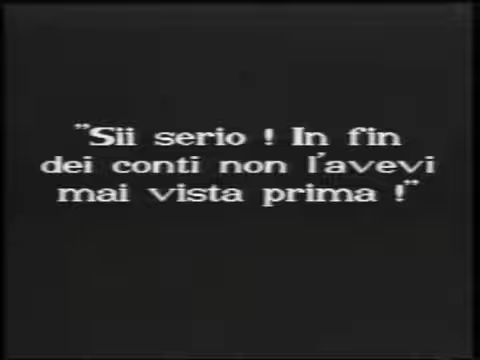 "Sii serio ! In fin
dei conti non l'avevi
mai vista prima !"